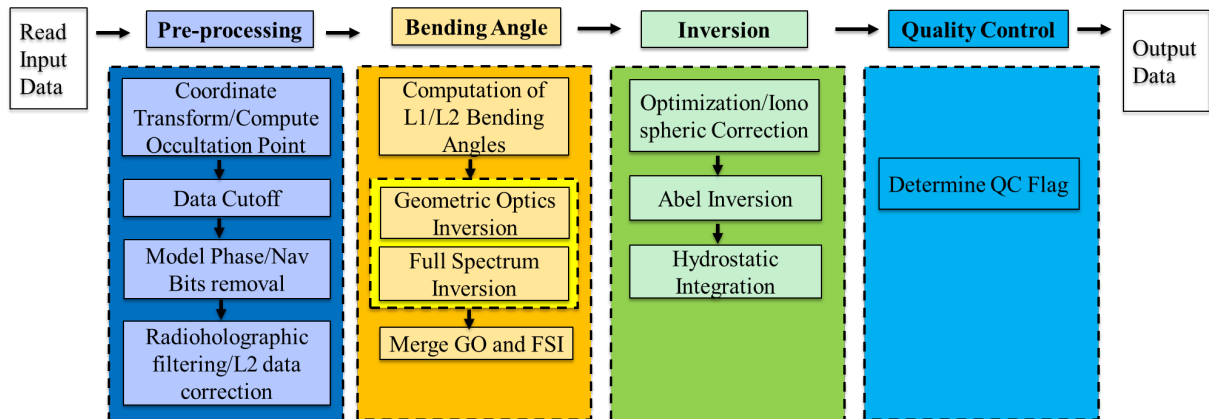 Read
Input
Data
Pre-processing
Coordinate
Transform/Compute
Occultation Point
Data Cutoff
Model Phase/Nav
Bits removal
Radioholographic
filtering/L2 data
correction
Bending Angle
Computation of
L1/L2 Bending
Angles
Geometric Optics
Inversion
Full Spectrum
Inversion
Merge GO and FSI
Inversion
Optimization/Iono
spheric Correction
Abel Inversion
Hydrostatic
Integration
Quality Control
Determine QC Flag
Output
Data